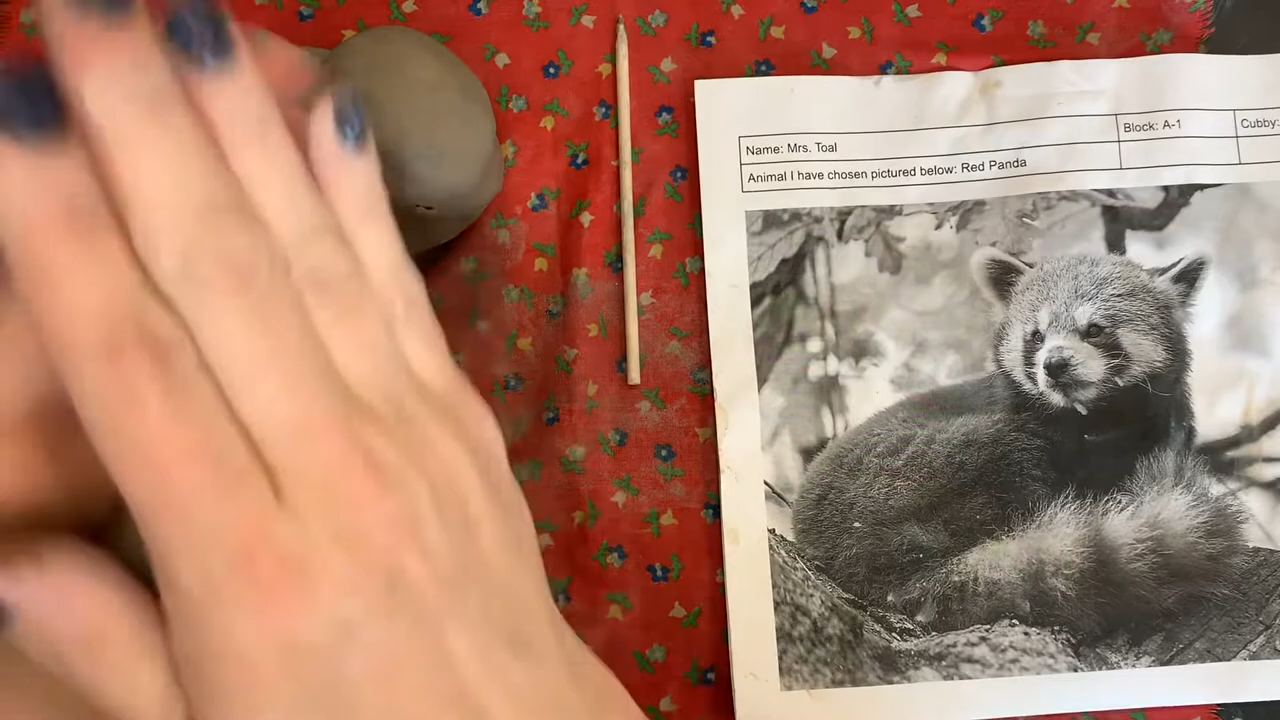 Name: Mrs. Toal
Block: A-1
Cubby:
Animal I have chosen pictured below: Red Panda